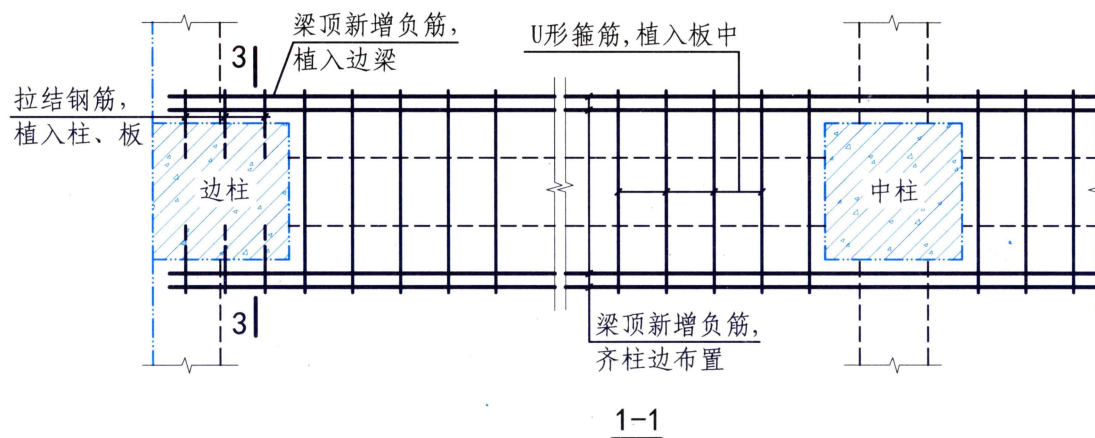 梁顶新增负筋，
植入边梁
U形箍筋，植入板中
3
拉结钢筋，
植入柱、板
边柱
中柱
3
梁顶新增负筋，
齐柱边布置
1-1